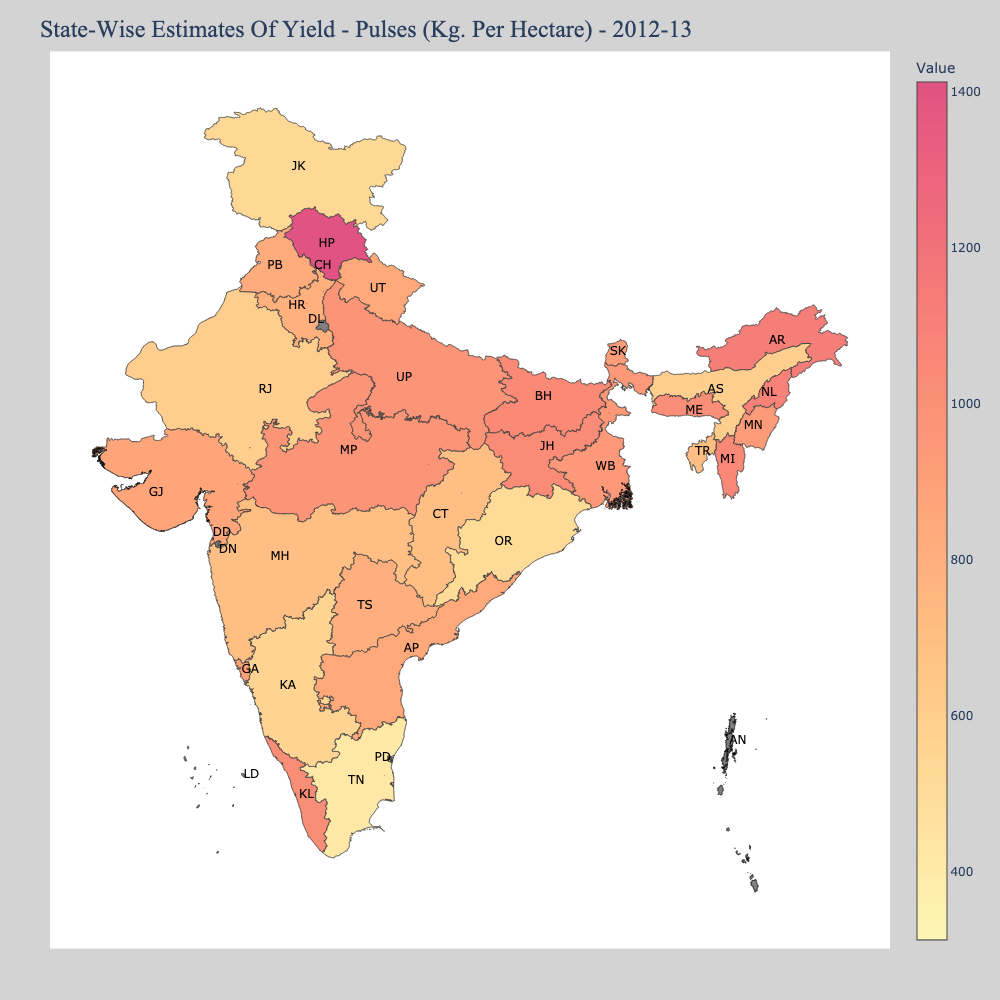 State-Wise Estimates Of Yield - Pulses (Kg. Per Hectare) - 2012-13
Value
1400
JK
HP
1200
PB
CH
UT
HR
DL
AR
SK
UP
RJ
AS
NL
BH
1000
ME
MN
MP
JH
TR
MI
WB
GJ
CT
DD
OR
DN
MH
800
TS
AP
GA
KA
600
AN
PD
LD
TN
KL
400